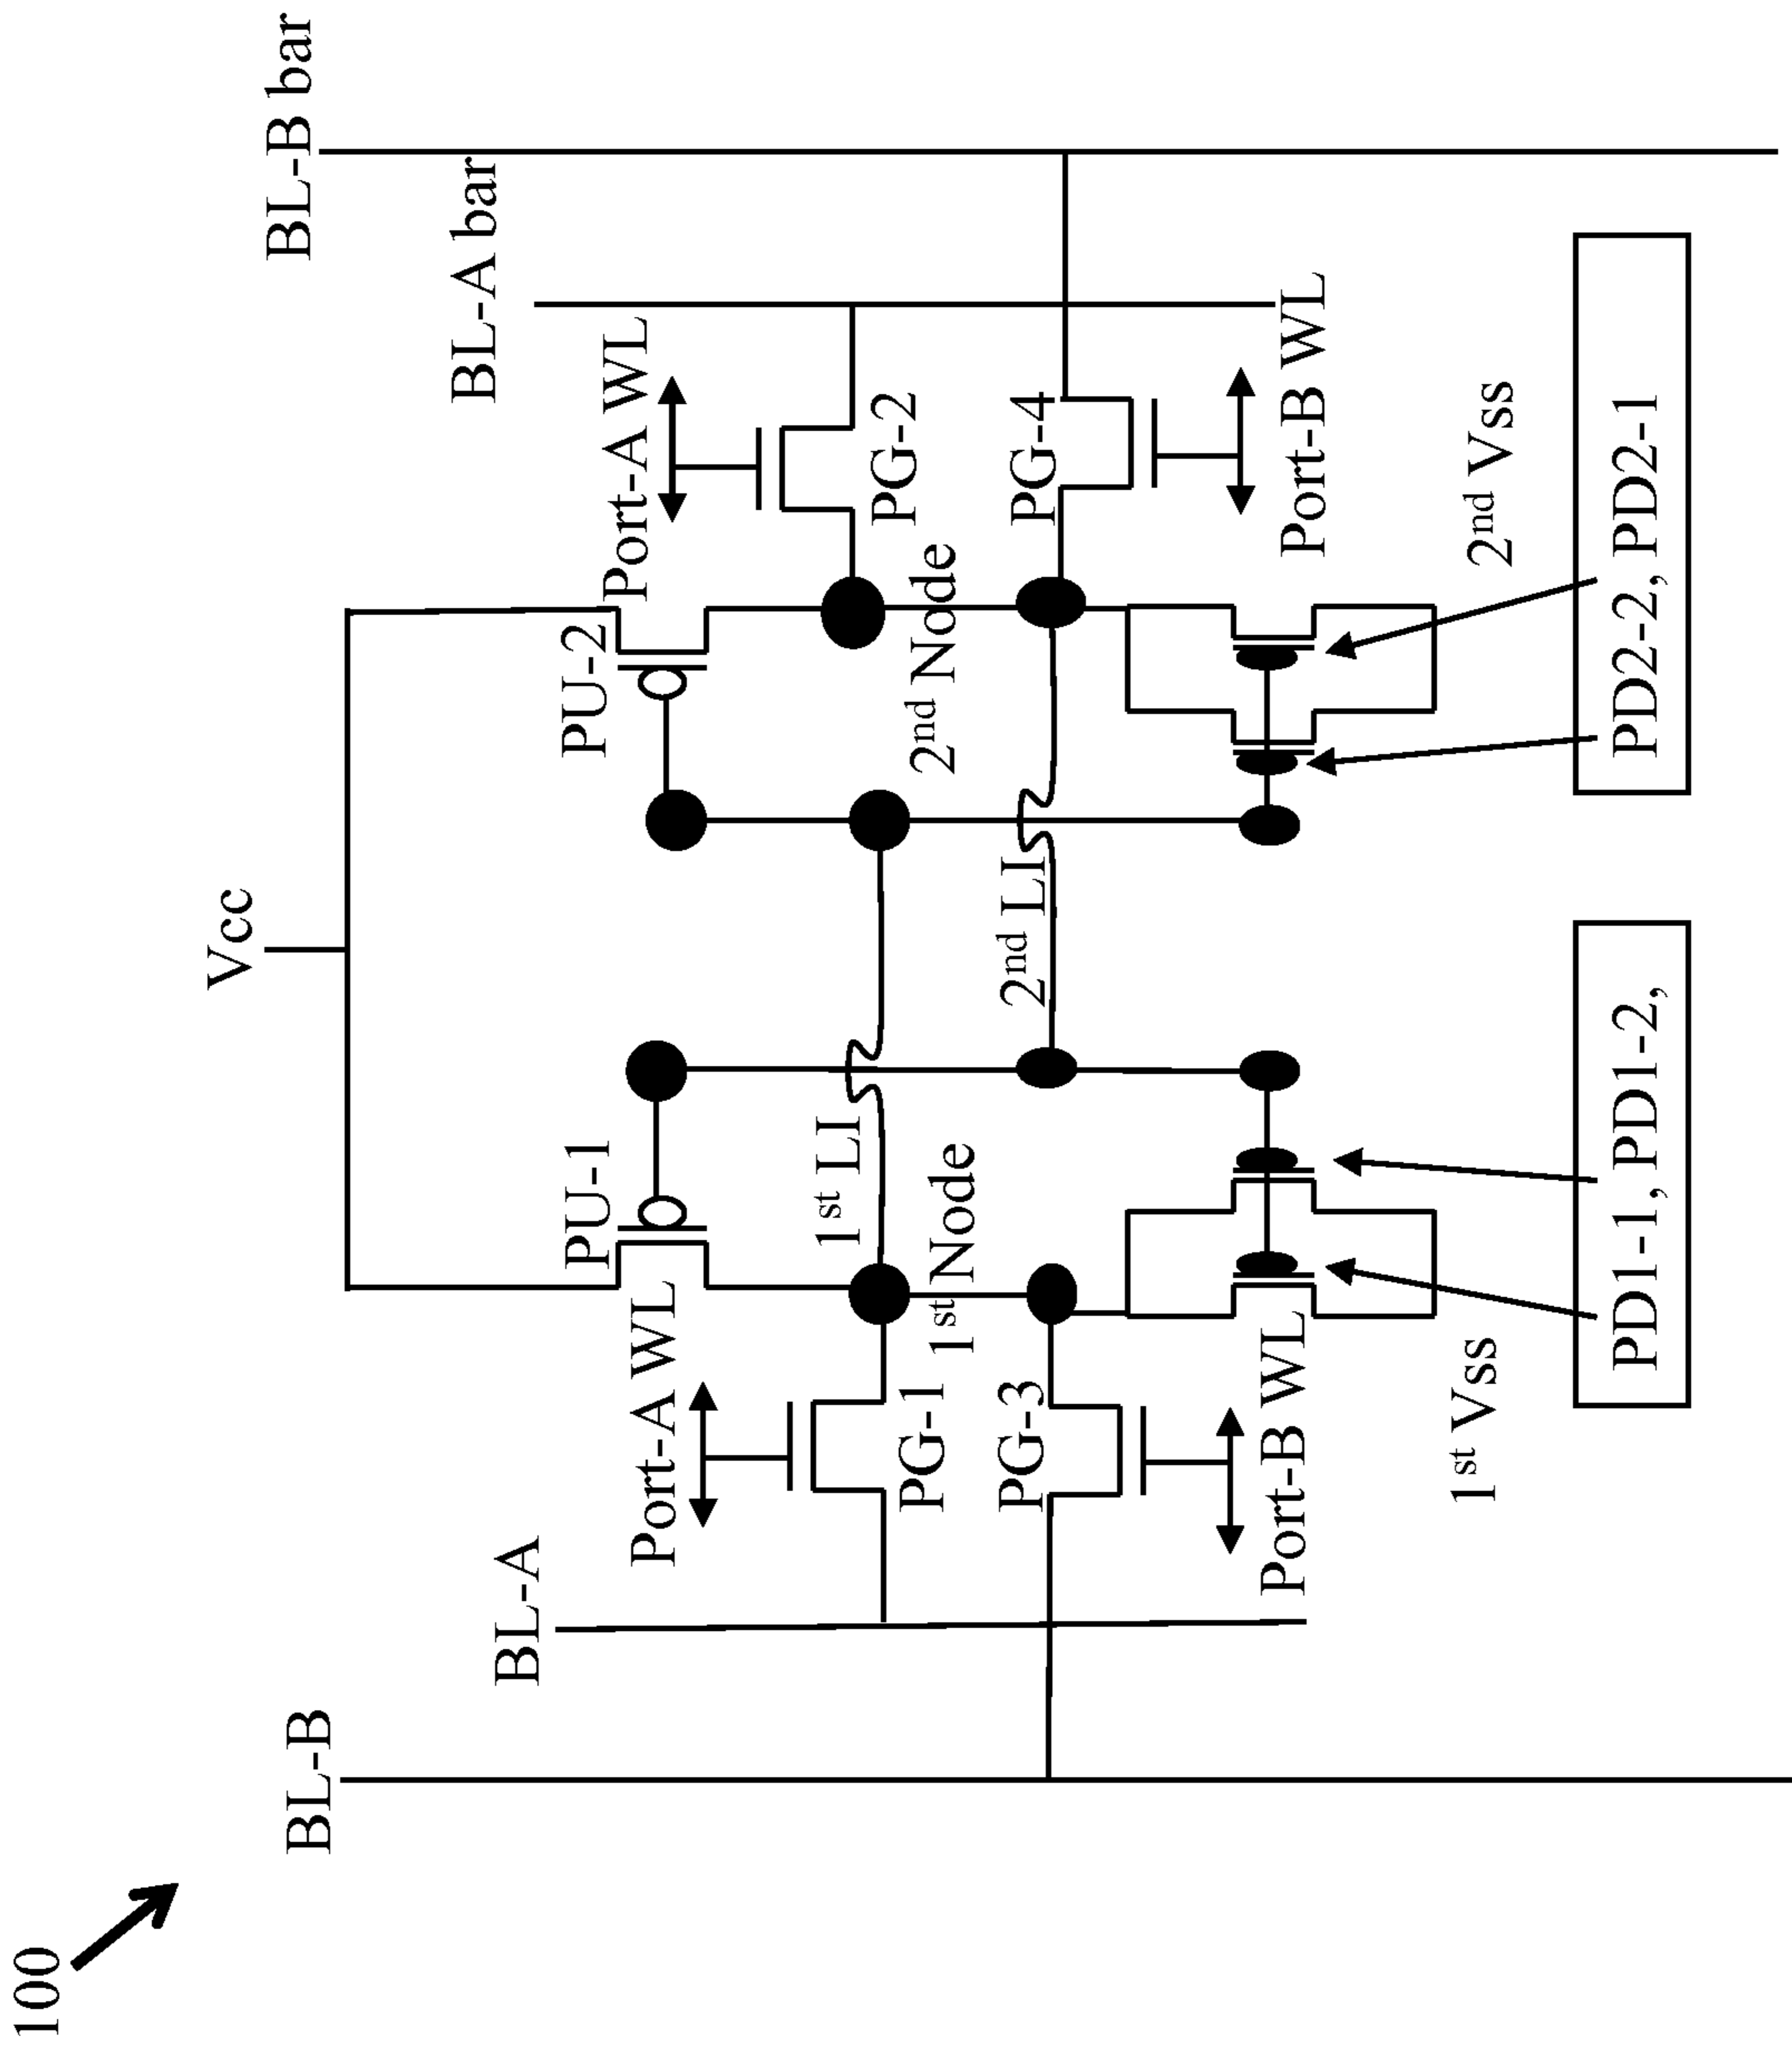 100
BL-B
BL-B bar
BL-A
BL-A bar
Vcc
PU-1
PU-2
Port-A WL
Port-A WL
1st LI
PG-1
1st Node
2nd Node
PG-2
PG-3
2nd LI
PG-4
Port-B WL
Port-B WL
1st Vss
2nd Vss
PD1-1, PD1-2,
PD2-2, PD2-1